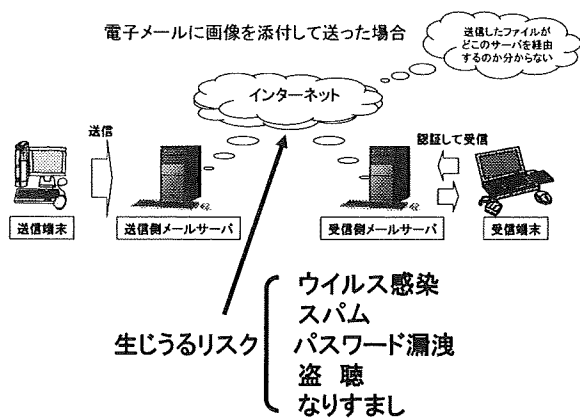 電子メールに画像を添付して送った場合
送信したファイルが
どこのサーバを経由
するのか分からない
インターネット
送信
認証して受信
送信端末
送信側メールサーバ
受信側メールサーバ
受信端末
生じうるリスク
ウイルス感染
スパム
パスワード漏洩
盗 聴
なりすまし